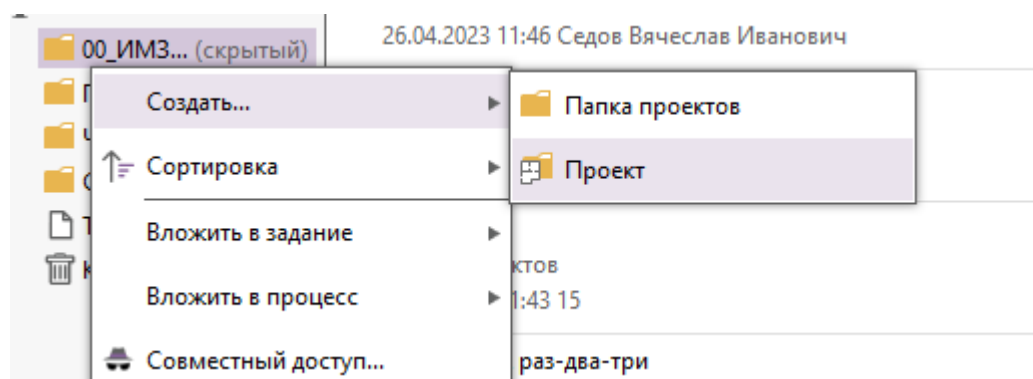 26.04.2023 11:46 Седов Вячеслав Иванович
00_ИМЗ... (скрытый)
Создать...
Папка проектов
Сортировка
Проект
Вложить в задание
Вложить в процесс
ктов
1:43 15
Совместный доступ...
раз-два-три